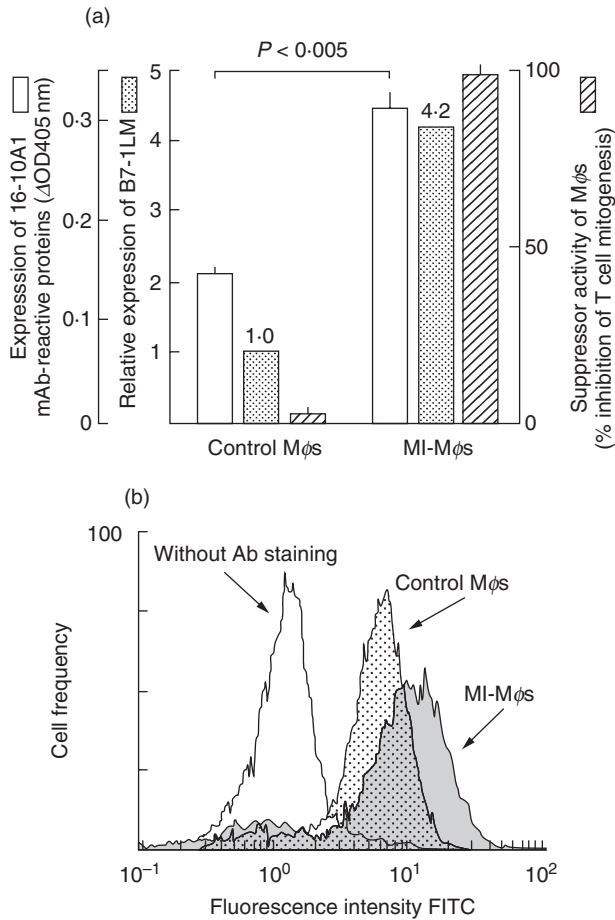 (a)
Expresssion of 16-10A1
mAb-reactive proteins (ΔOD405 nm)
0·3
0·2
0·1
0
Relative expression of B7-1LM
5
4
3
2
1
P < 0·005
1·0
4·2
Control Mϕs
MI-Mϕs
100
50
0
Suppressor activity of Mϕs
(% inhibition of T cell mitogenesis)
(b)
100
Cell frequency
Without Ab staining
Control Mϕs
MI-Mϕs
10⁻¹
10⁰
10¹
10²
Fluorescence intensity FITC